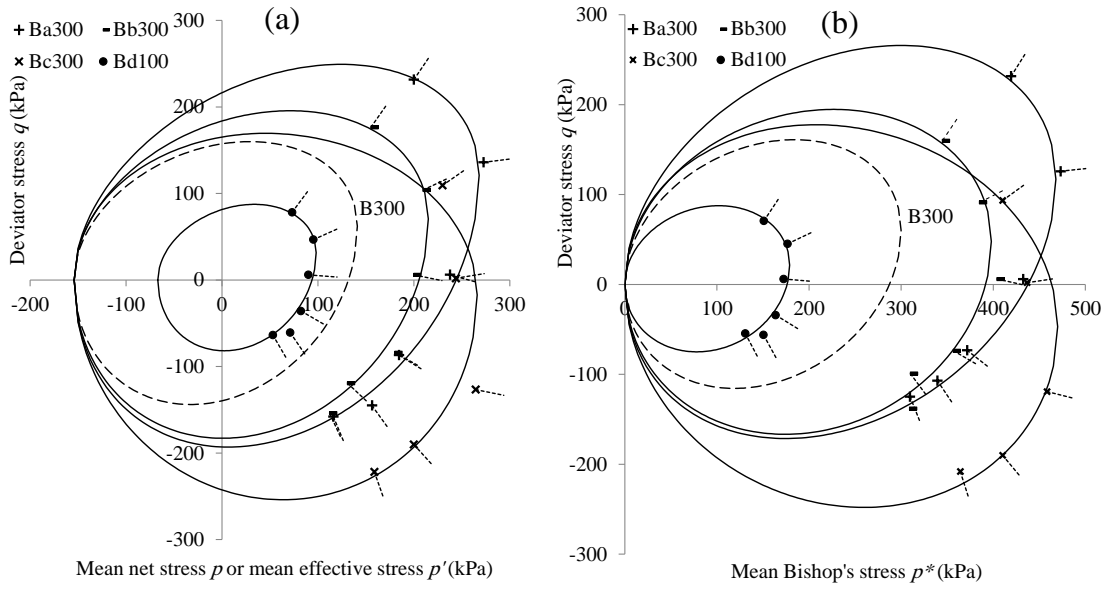 (a)
Ba300 Bb300
Bc300 Bd100
Deviator stress q (kPa)
300
200
100
0
-100
-200
-300
-200 -100 0 100 200 300
B300
Mean net stress p or mean effective stress p′ (kPa)
(b)
Ba300 Bb300
Bc300 Bd100
Deviator stress q (kPa)
300
200
100
0
-100
-200
-300
0 100 200 300 400 500
B300
Mean Bishop's stress p* (kPa)